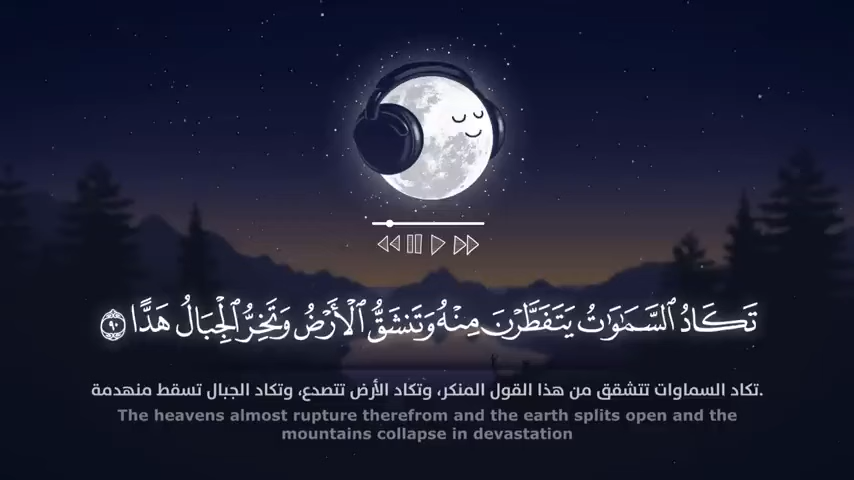 تَكَادُ ٱلسَّمَٰوَٰتُ يَتَفَطَّرْنَ مِنْهُ وَتَنشَقُّ ٱلْأَرْضُ وَتَخِرُّ ٱلْجِبَالُ هَدًّا ٩٠
تكاد السماوات تتشقق من هذا القول المنكر، وتكاد الأرض تتصدع، وتكاد الجبال تسقط منهدمة.
The heavens almost rupture therefrom and the earth splits open and the
mountains collapse in devastation